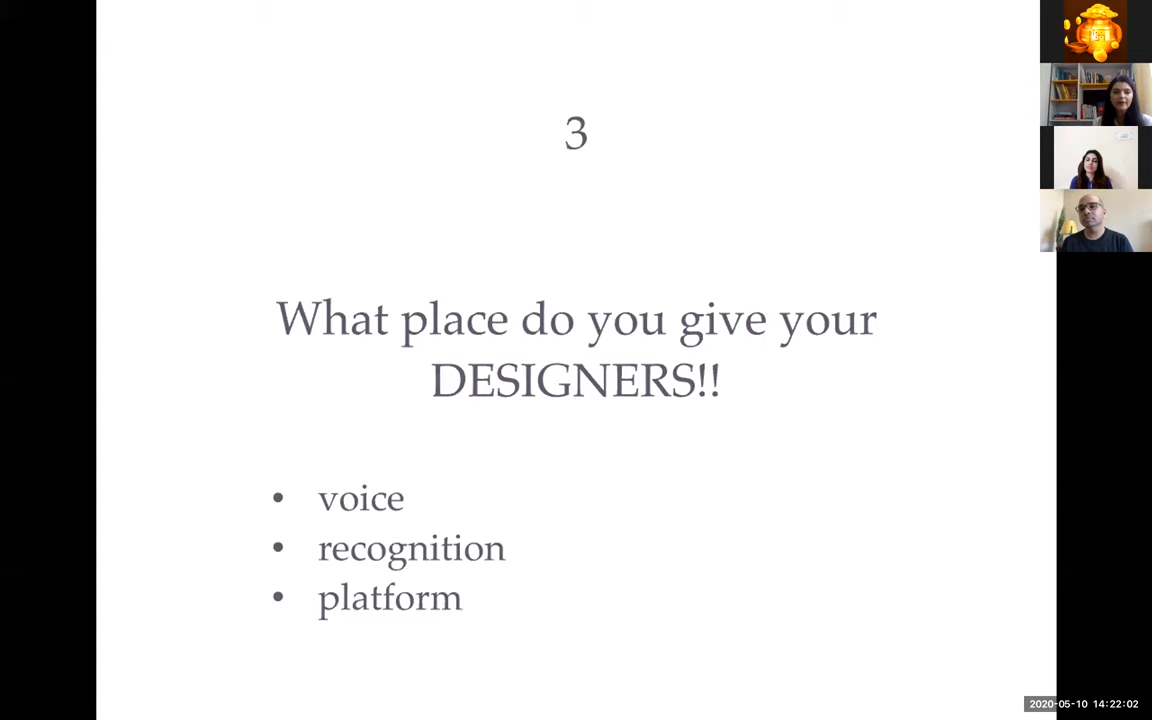 3
What place do you give your
DESIGNERS!!
• voice
• recognition
• platform
2020-05-10 14:22:02